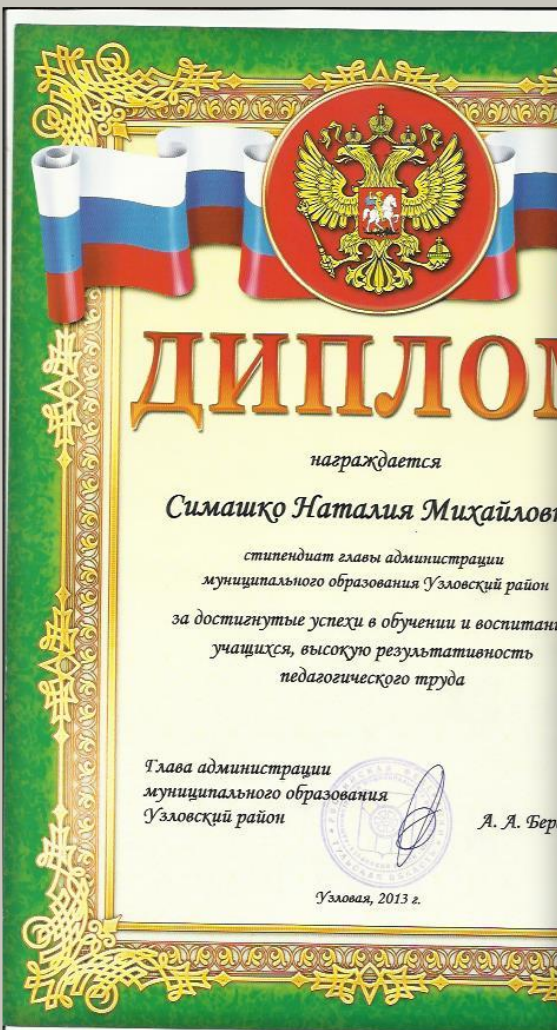 ДИПЛО
награждается
Симашко Наталия Михайлов
стипендиат главы администрации
муниципального образования Узловский район
за достигнутые успехи в обучении и воспитан
учащихся, высокую результативность
педагогического труда
Глава администрации
муниципального образования
Узловский район
А. А. Бер
Узловая, 2013 г.